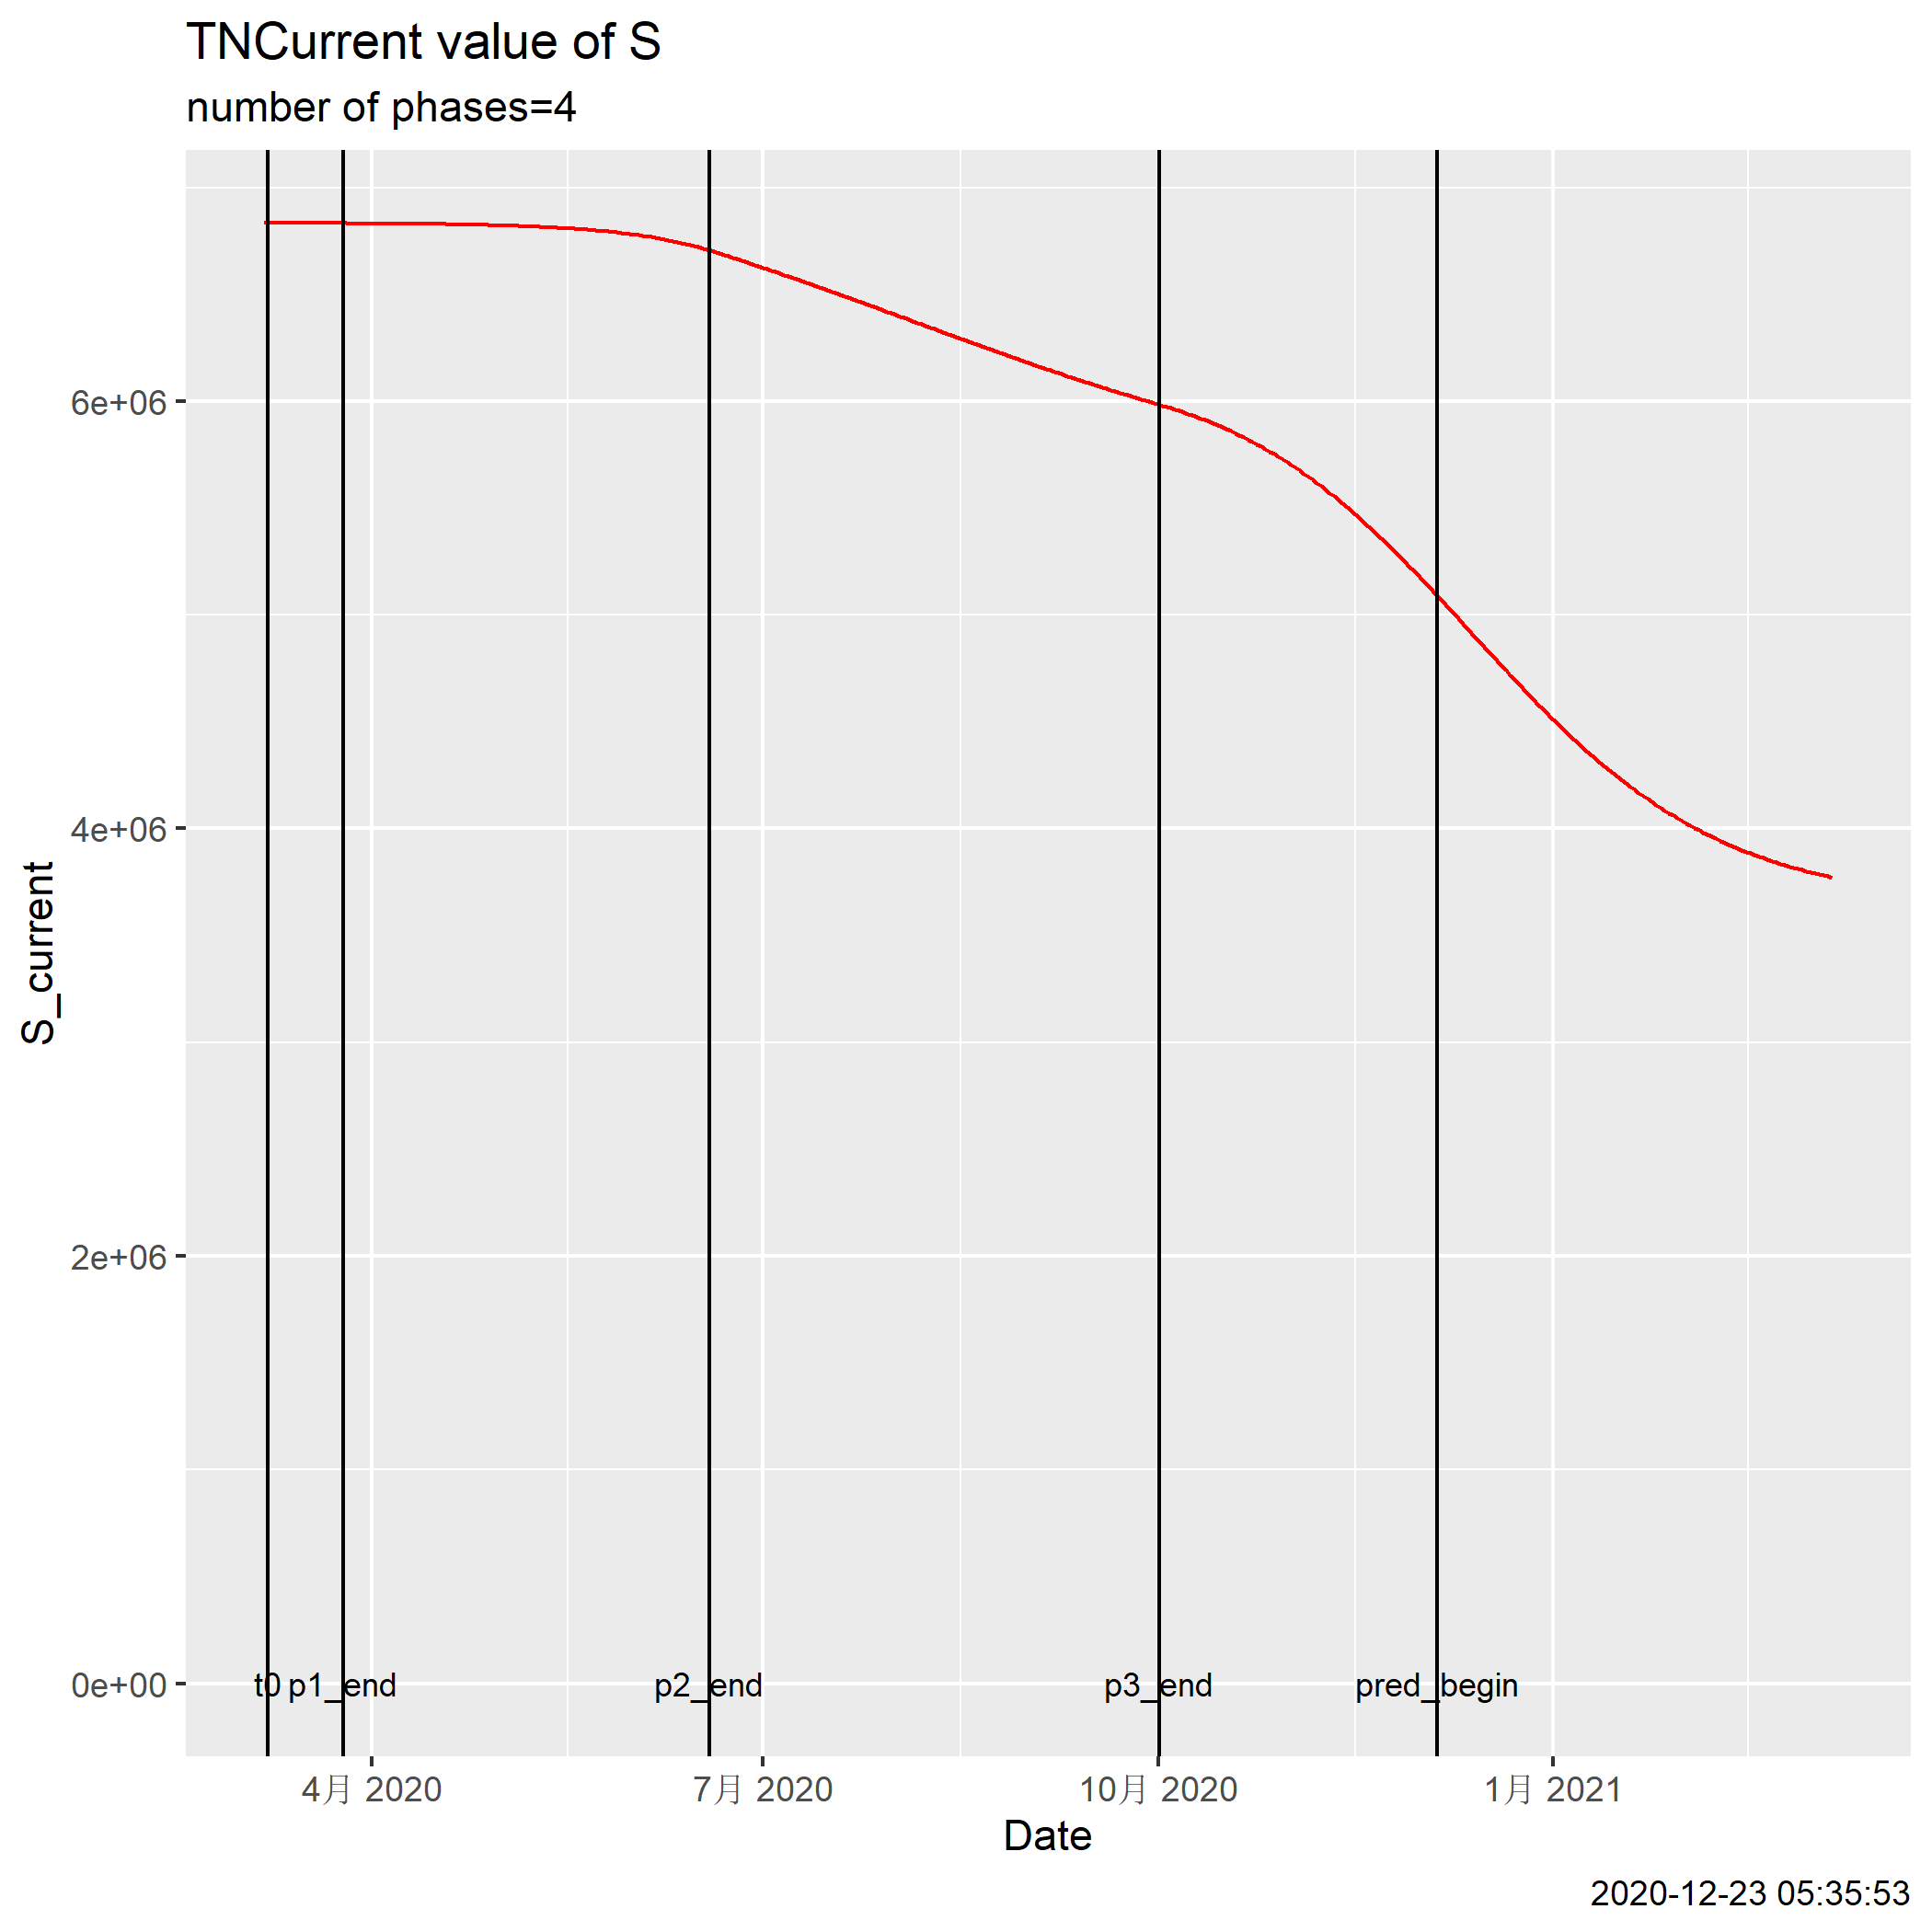 TNCurrent value of S
number of phases=4
6e+06
4e+06
2e+06
0e+00
S_current
t0 p1_end p2_end p3_end pred_begin
4月 2020 7月 2020 10月 2020 1月 2021
Date
2020-12-23 05:35:53